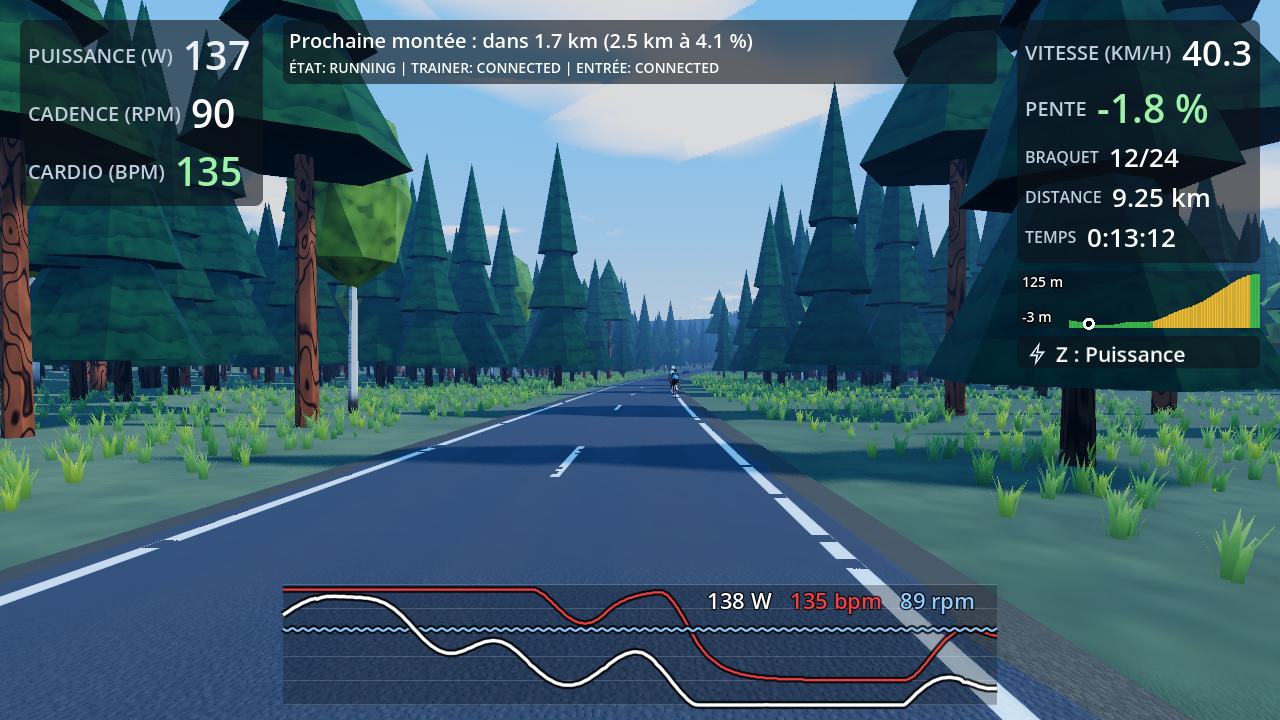 PUISSANCE (W) 137
CADENCE (RPM) 90
CARDIO (BPM) 135
Prochaine montée : dans 1.7 km (2.5 km à 4.1 %)
ÉTAT: RUNNING | TRAINER: CONNECTED | ENTRÉE: CONNECTED
VITESSE (KM/H) 40.3
PENTE -1.8 %
BRAQUET 12/24
DISTANCE 9.25 km
TEMPS 0:13:12
125 m
-3 m
Z : Puissance
138 W 135 bpm 89 rpm